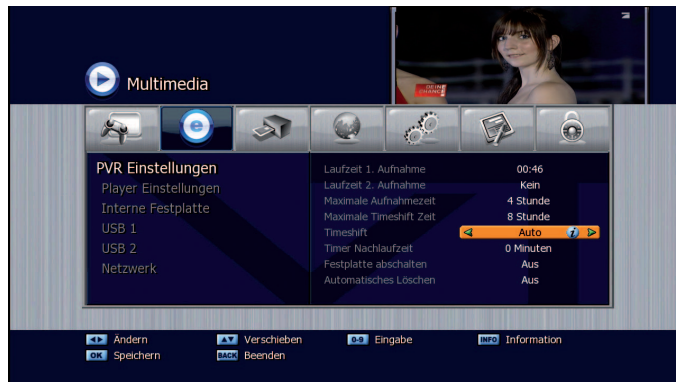 Multimedia
DEINE
CHANCE!
PVR Einstellungen
Player Einstellungen
Interne Festplatte
USB 1
USB 2
Netzwerk
Laufzeit 1. Aufnahme 00:46
Laufzeit 2. Aufnahme Kein
Maximale Aufnahmezeit 4 Stunde
Maximale Timeshift Zeit 8 Stunde
Timeshift Auto
Timer Nachlaufzeit 0 Minuten
Festplatte abschalten Aus
Automatisches Löschen Aus
Ändern
▲▼ Verschieben
0-9 Eingabe
INFO Information
OK Speichern
BACK Beenden